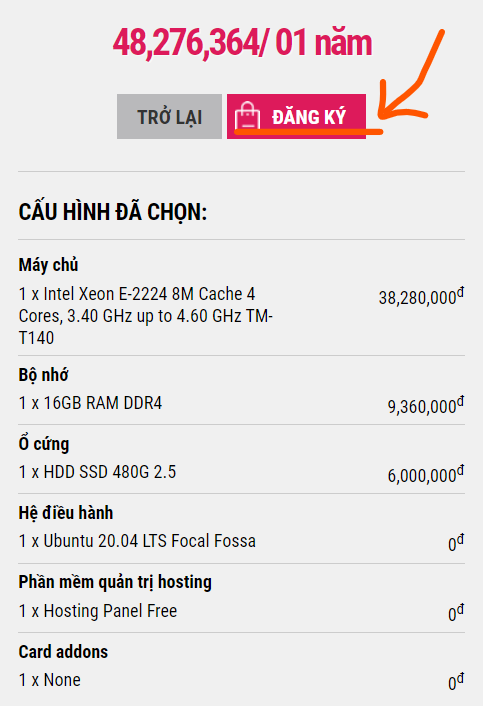 48,276,364/ 01 năm
TRỞ LẠI
ĐĂNG KÝ
CẤU HÌNH ĐÃ CHỌN:
Máy chủ
1 x Intel Xeon E-2224 8M Cache 4
Cores, 3.40 GHz up to 4.60 GHz TM-
T140
38,280,000đ
Bộ nhớ
1 x 16GB RAM DDR4
9,360,000đ
Ổ cứng
1 x HDD SSD 480G 2.5
6,000,000đ
Hệ điều hành
1 x Ubuntu 20.04 LTS Focal Fossa
0đ
Phần mềm quản trị hosting
1 x Hosting Panel Free
0đ
Card addons
1 x None
0đ